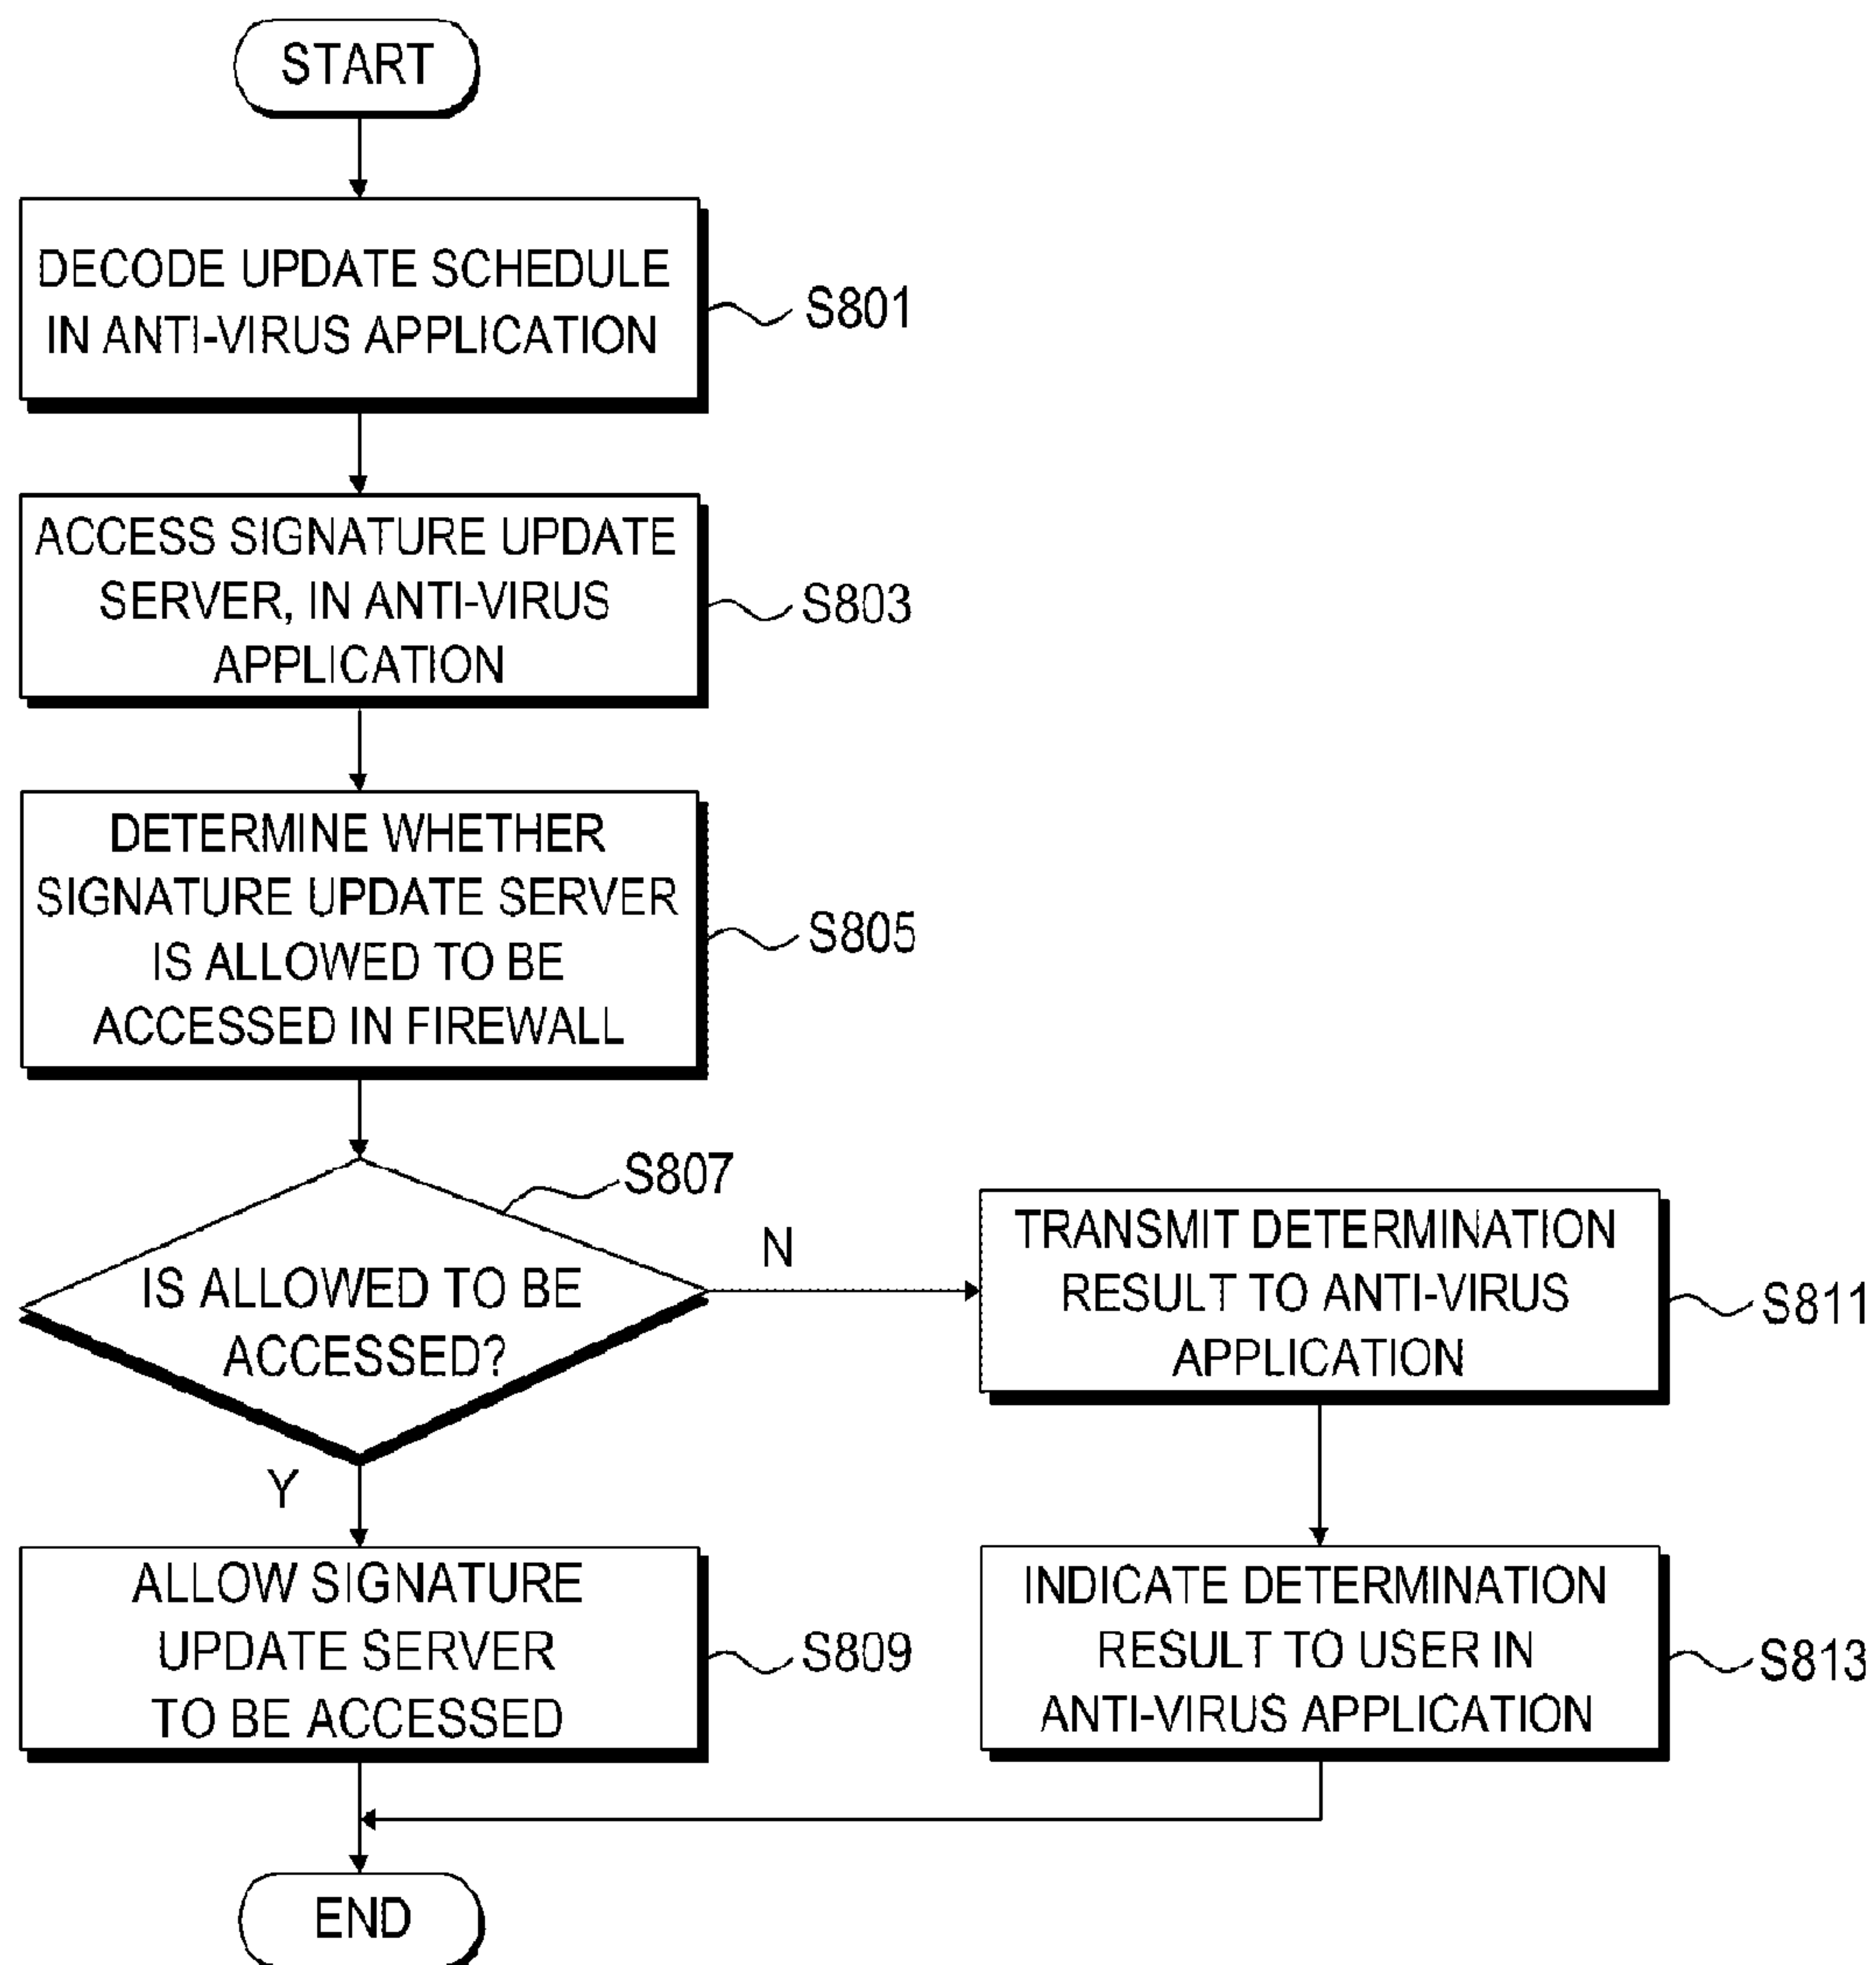 START
DECODE UPDATE SCHEDULE
IN ANTI-VIRUS APPLICATION
S801
ACCESS SIGNATURE UPDATE
SERVER, IN ANTI-VIRUS
APPLICATION
S803
DETERMINE WHETHER
SIGNATURE UPDATE SERVER
IS ALLOWED TO BE
ACCESSED IN FIREWALL
S805
S807
IS ALLOWED TO BE
ACCESSED?
N
Y
TRANSMIT DETERMINATION
RESULT TO ANTI-VIRUS
APPLICATION
S811
ALLOW SIGNATURE
UPDATE SERVER
TO BE ACCESSED
S809
INDICATE DETERMINATION
RESULT TO USER IN
ANTI-VIRUS APPLICATION
S813
END